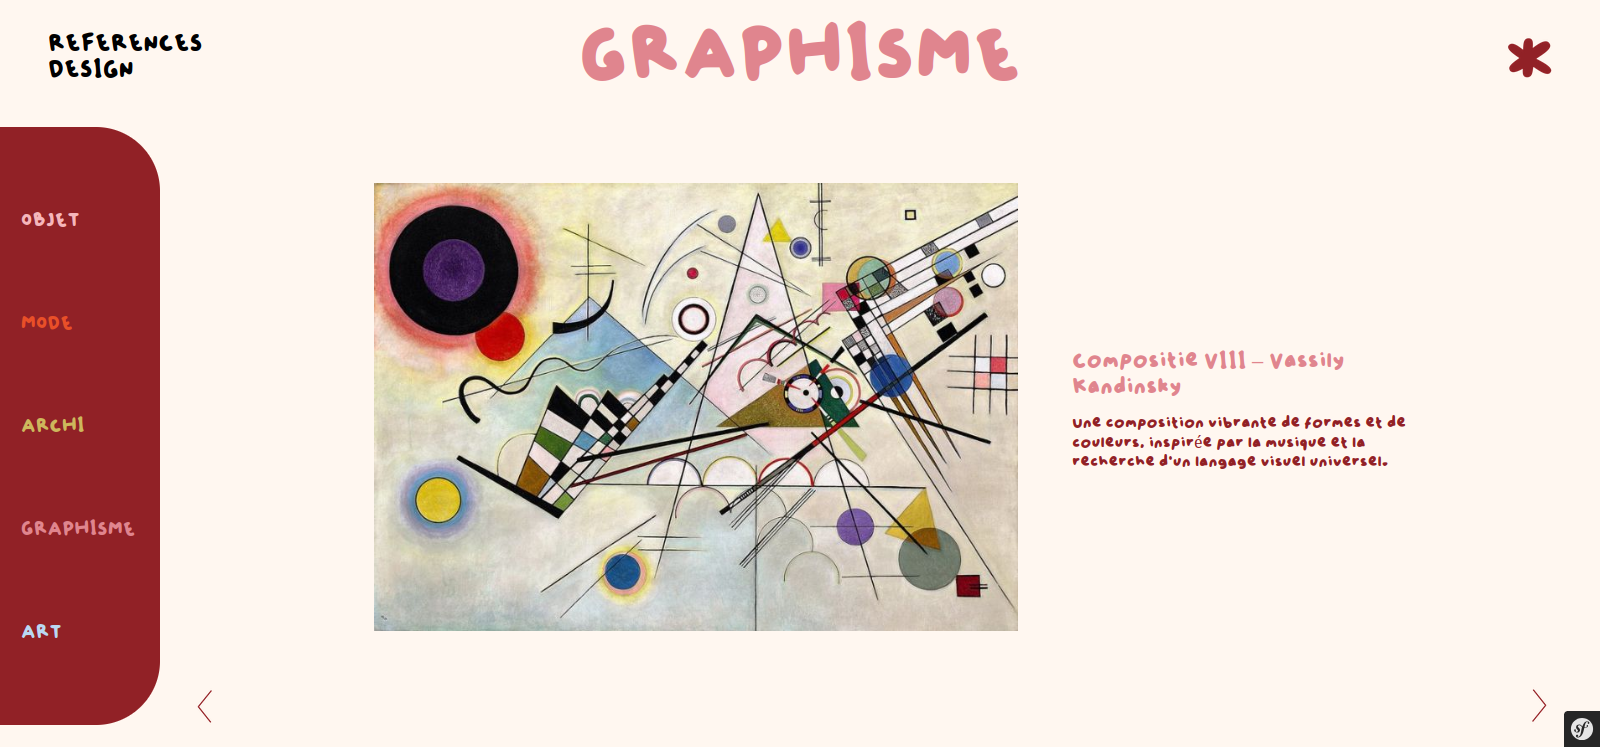 REFERENCES
DESIGN
GRAPHISME
OBJET
MODE
ARCHI
GRAPHISME
ART
Compositie VIII – Vassily
Kandinsky
Une composition vibrante de formes et de
couleurs, inspirée par la musique et la
recherche d'un langage visuel universel.
sf